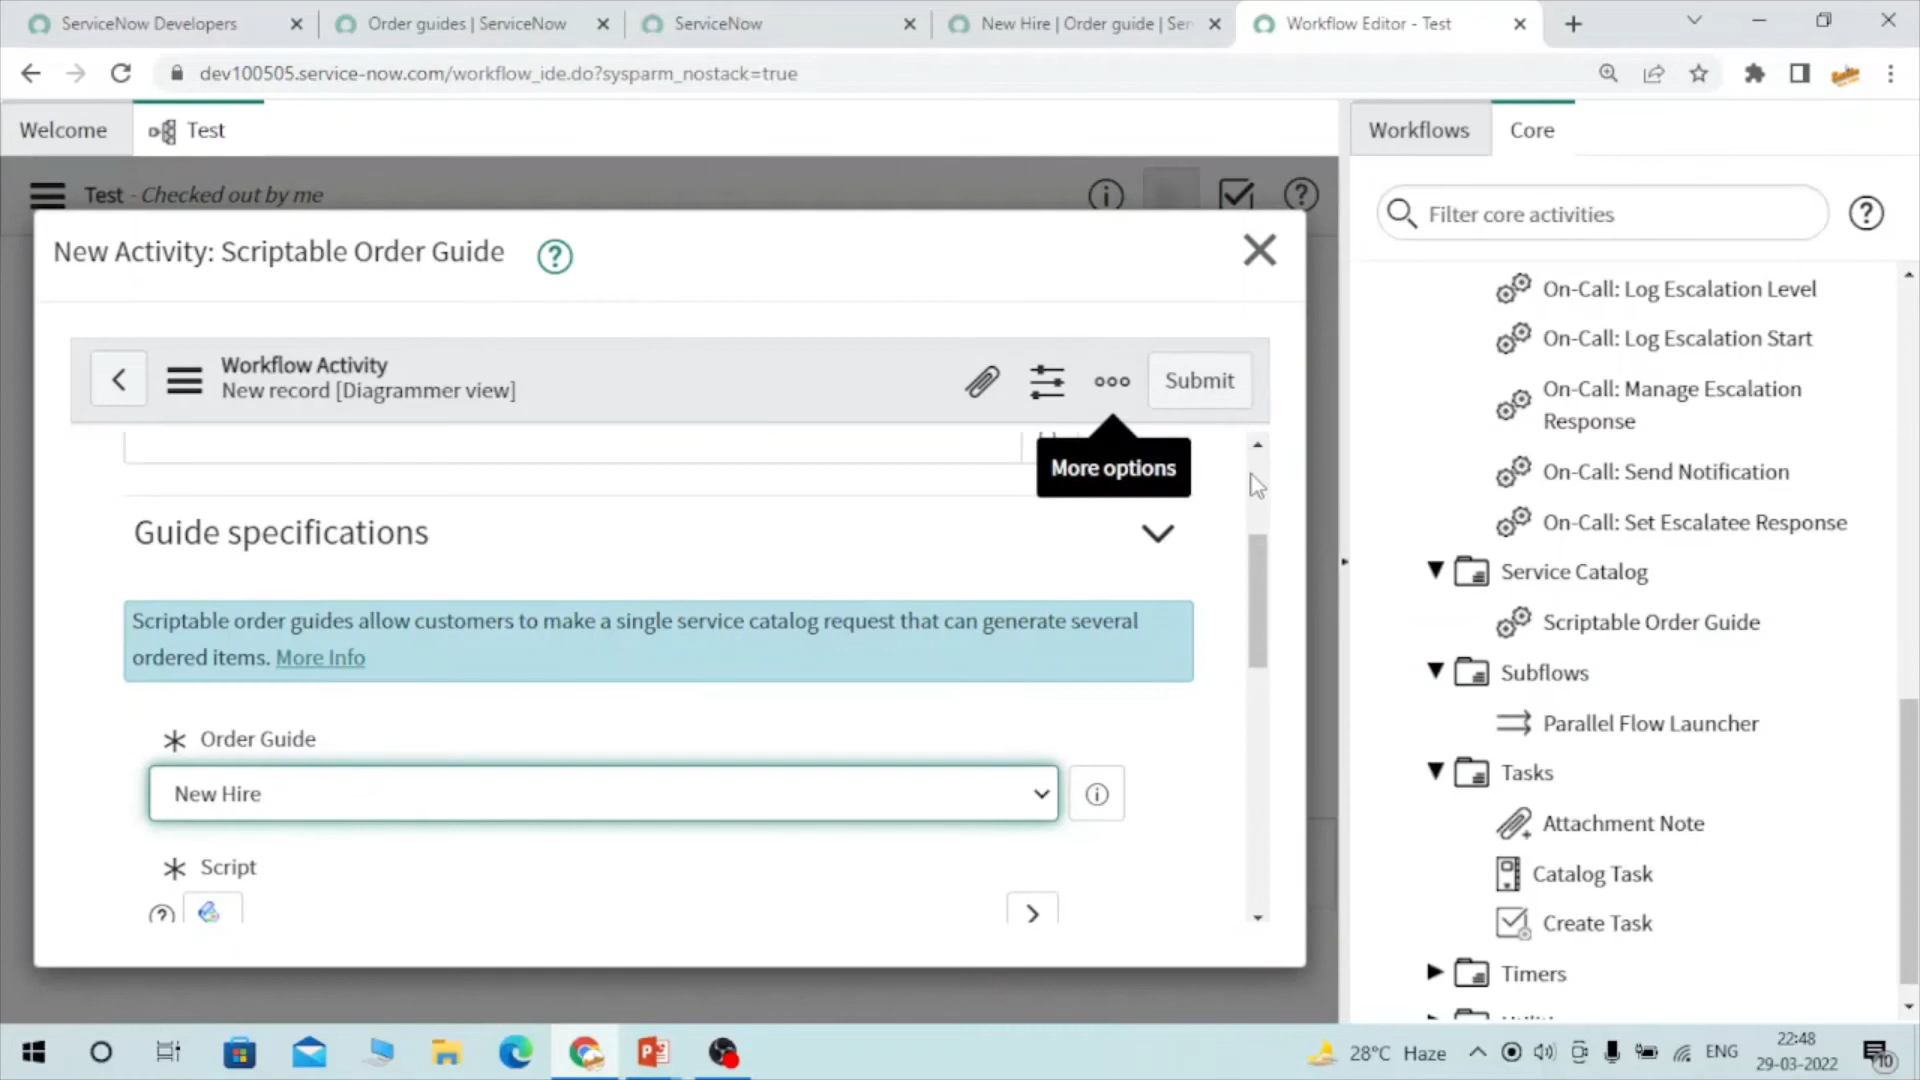 ServiceNow Developers
Order guides | ServiceNow
ServiceNow
New Hire | Order guide | Ser
Workflow Editor - Test
dev100505.service-now.com/workflow_ide.do?sysparm_nostack=true
Welcome
Test
Workflows
Core
Test - Checked out by me
Filter core activities
New Activity: Scriptable Order Guide
Workflow Activity
New record [Diagrammer view]
Submit
More options
Guide specifications
Scriptable order guides allow customers to make a single service catalog request that can generate several
ordered items. More Info
Order Guide
New Hire
Script
On-Call: Log Escalation Level
On-Call: Log Escalation Start
On-Call: Manage Escalation
Response
On-Call: Send Notification
On-Call: Set Escalatee Response
Service Catalog
Scriptable Order Guide
Subflows
Parallel Flow Launcher
Tasks
Attachment Note
Catalog Task
Create Task
Timers
28°C Haze
ENG
22:48
29-03-2022
10